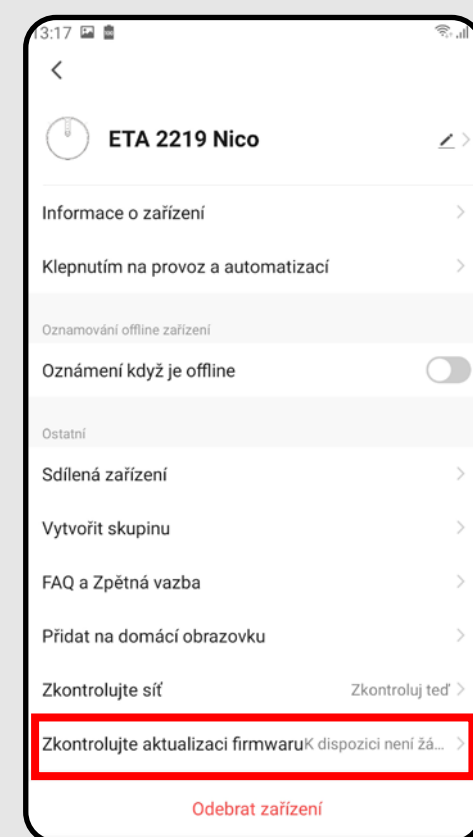 13:17
ETA 2219 Nico
Informace o zařízení
Klepnutím na provoz a automatizací
Oznamování offline zařízení
Oznámení když je offline
Ostatní
Sdílená zařízení
Vytvořit skupinu
FAQ a Zpětná vazba
Přidat na domácí obrazovku
Zkontrolujte síť Zkontroluj teď
Zkontrolujte aktualizaci firmwaru K dispozici není žá...
Odebrat zařízení